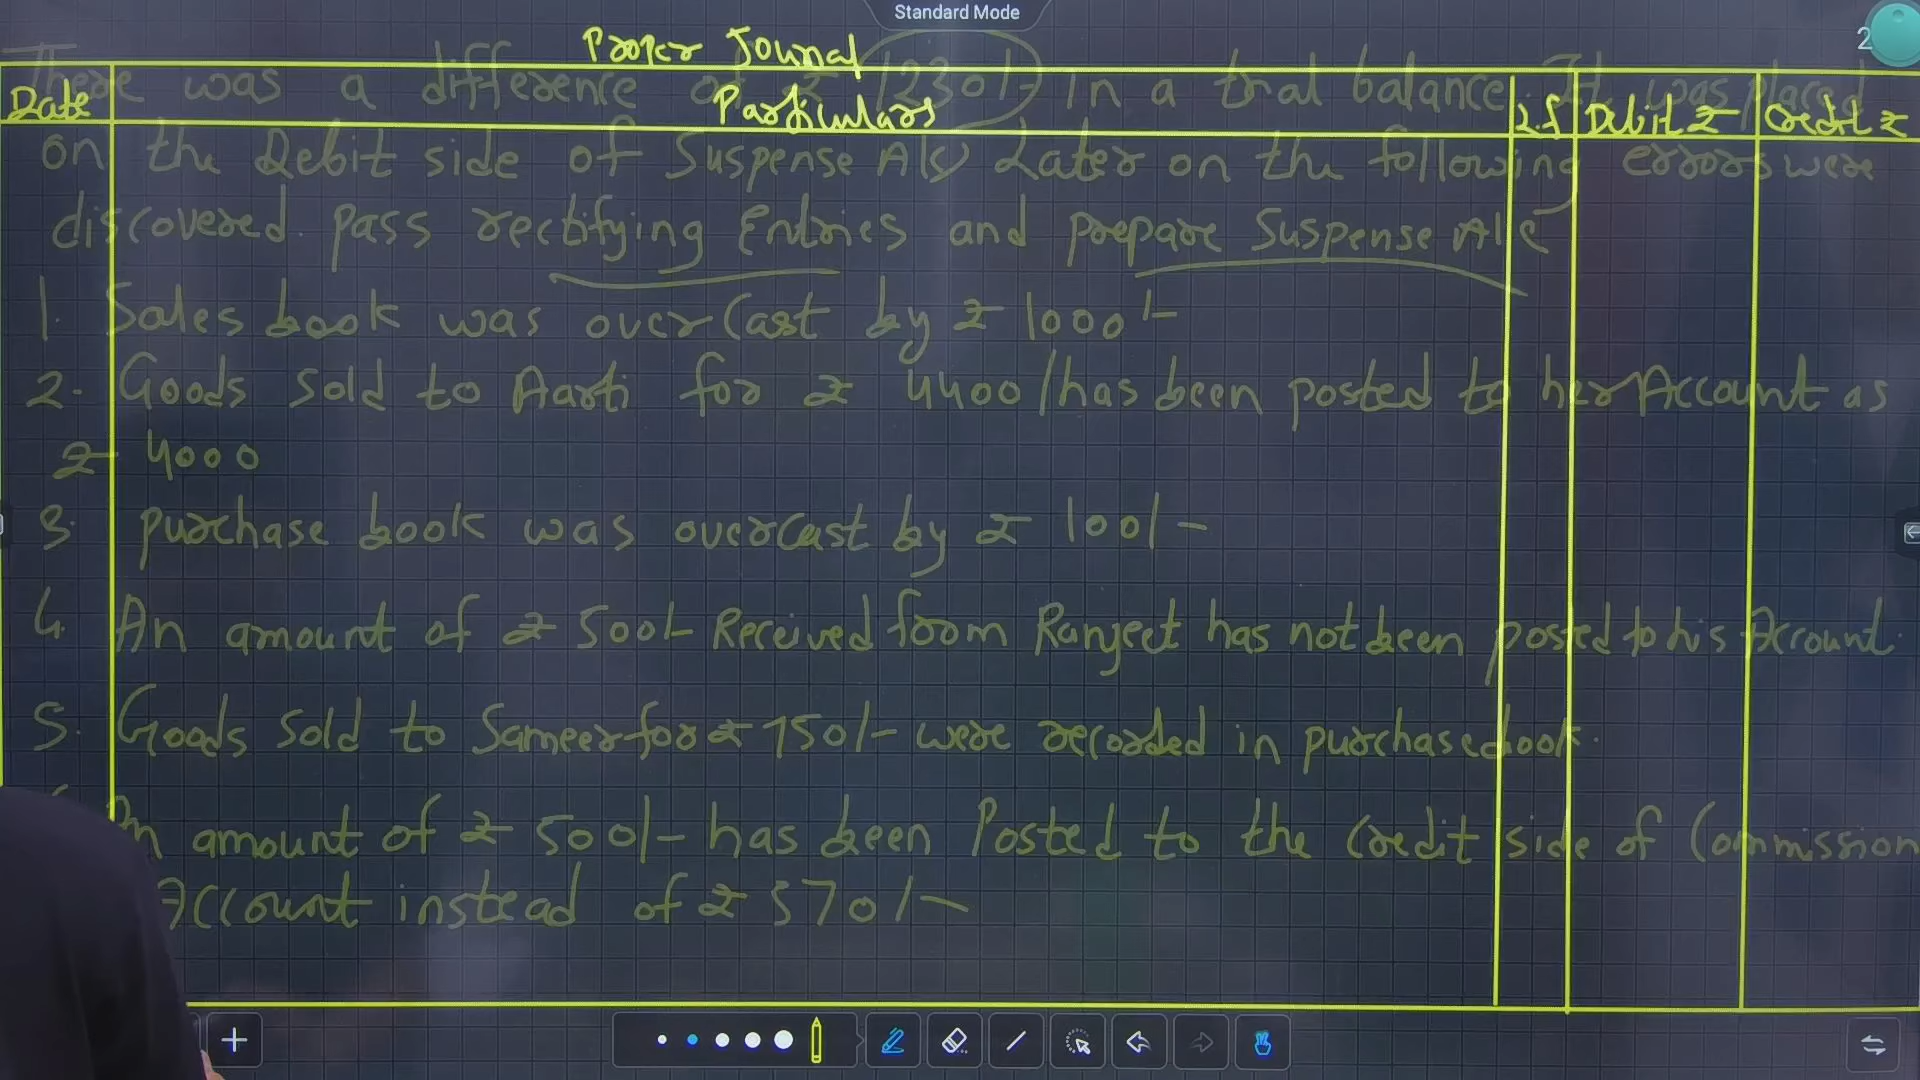 Standard Mode
2
Proper Journal
There was a difference of ₹ 1230/- in a trial balance. It was placed
Date Particulars L.f Debit ₹ Credit ₹
on the Debit side of Suspense A/c Later on the following errors were
discovered. pass rectifying Entries and prepare Suspense A/c
1. Sales book was overcast by ₹ 1000/-
2. Goods sold to Aarti for ₹ 4400/ has been posted to her Account as
₹ 4000
3. purchase book was overcast by ₹ 100/-
4. An amount of ₹ 500/- Received from Ranjeet has not been posted to his Account.
5. Goods sold to Sameer for ₹ 750/- were recorded in purchase book.
An amount of ₹ 500/- has been Posted to the Credit side of Commission
Account instead of ₹ 570/-